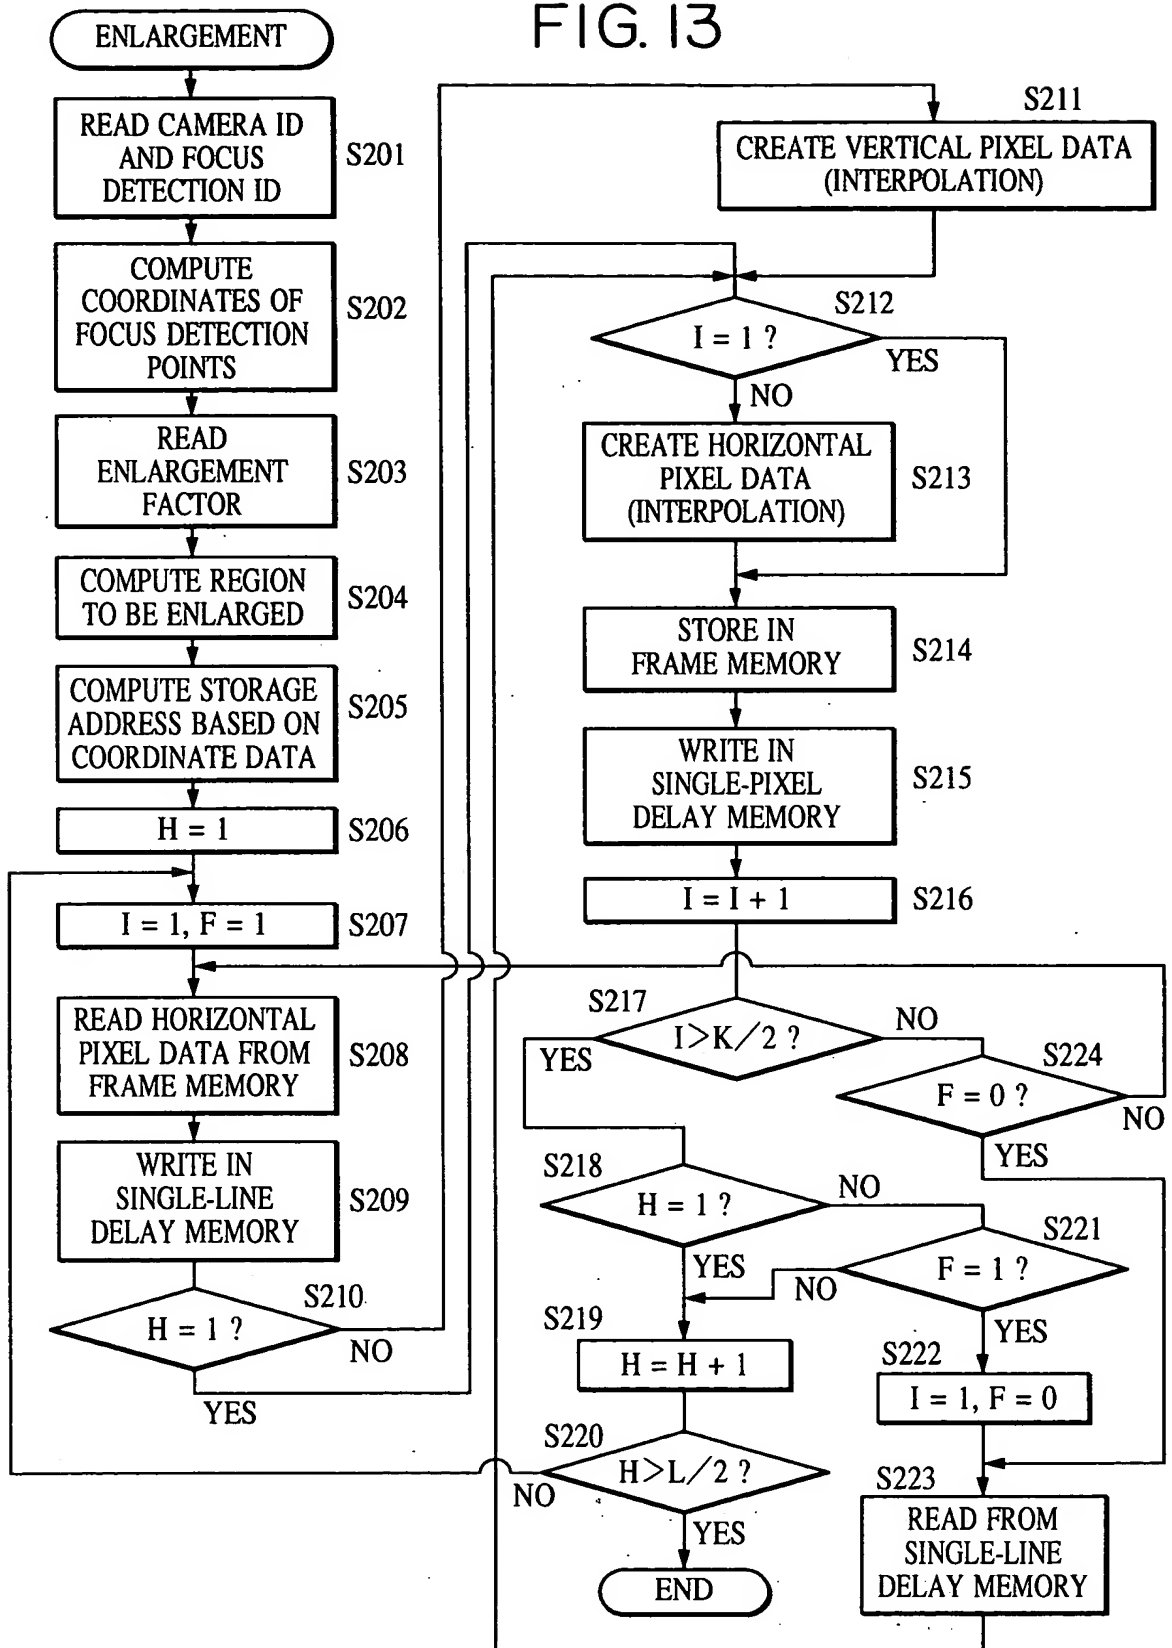 FIG. 13
ENLARGEMENT
READ CAMERA ID
AND FOCUS
DETECTION ID
S201
COMPUTE
COORDINATES OF
FOCUS DETECTION
POINTS
S202
READ
ENLARGEMENT
FACTOR
S203
COMPUTE REGION
TO BE ENLARGED
S204
COMPUTE STORAGE
ADDRESS BASED ON
COORDINATE DATA
S205
H = 1
S206
I = 1, F = 1
S207
READ HORIZONTAL
PIXEL DATA FROM
FRAME MEMORY
S208
WRITE IN
SINGLE-LINE
DELAY MEMORY
S209
S210
H = 1 ?
NO
YES
S211
CREATE VERTICAL PIXEL DATA
(INTERPOLATION)
S212
I = 1 ?
YES
NO
CREATE HORIZONTAL
PIXEL DATA
(INTERPOLATION)
S213
STORE IN
FRAME MEMORY
S214
WRITE IN
SINGLE-PIXEL
DELAY MEMORY
S215
I = I + 1
S216
S217
I>K/2 ?
NO
YES
S224
F = 0 ?
NO
YES
S218
H = 1 ?
NO
YES
S221
F = 1 ?
NO
YES
S219
H = H + 1
S222
I = 1, F = 0
S220
H>L/2 ?
NO
YES
S223
READ FROM
SINGLE-LINE
DELAY MEMORY
END